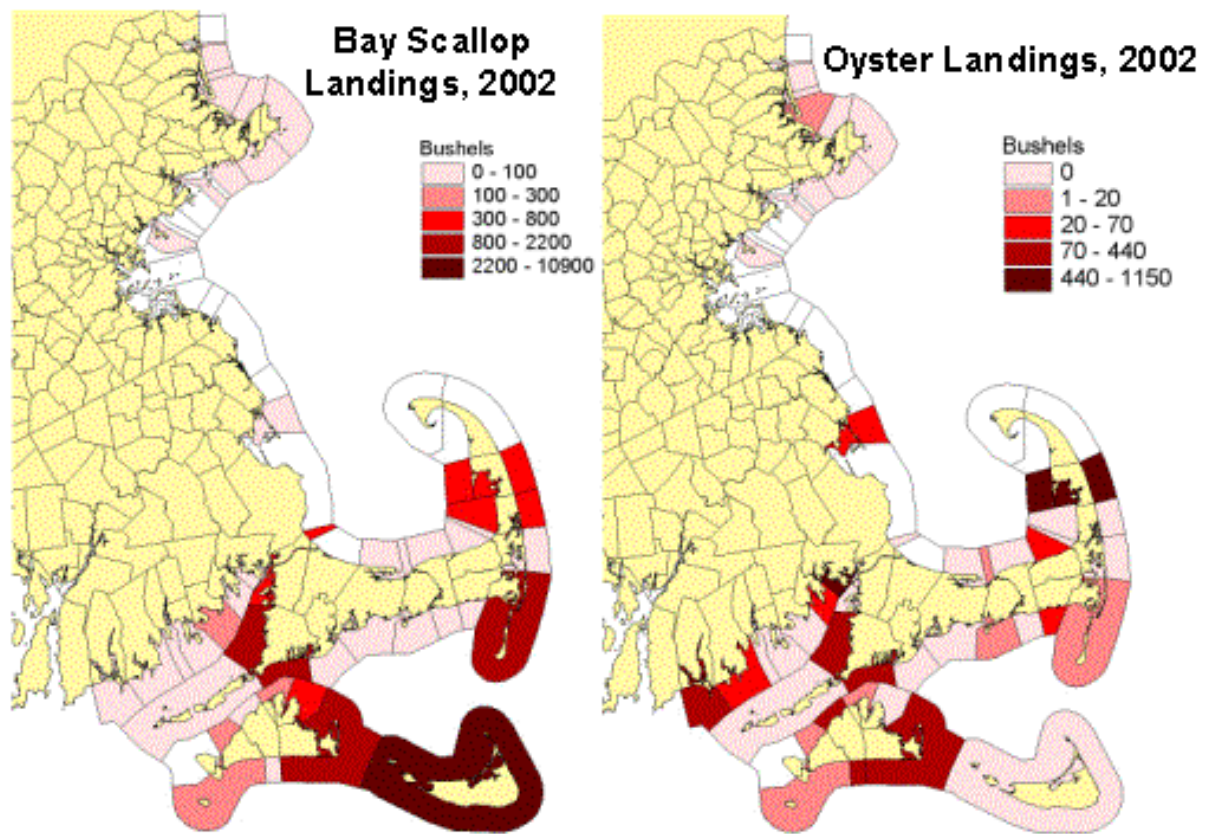 Bay Scallop
Landings, 2002
Bushels
0 - 100
100 - 300
300 - 800
800 - 2200
2200 - 10900
Oyster Landings, 2002
Bushels
0
1 - 20
20 - 70
70 - 440
440 - 1150